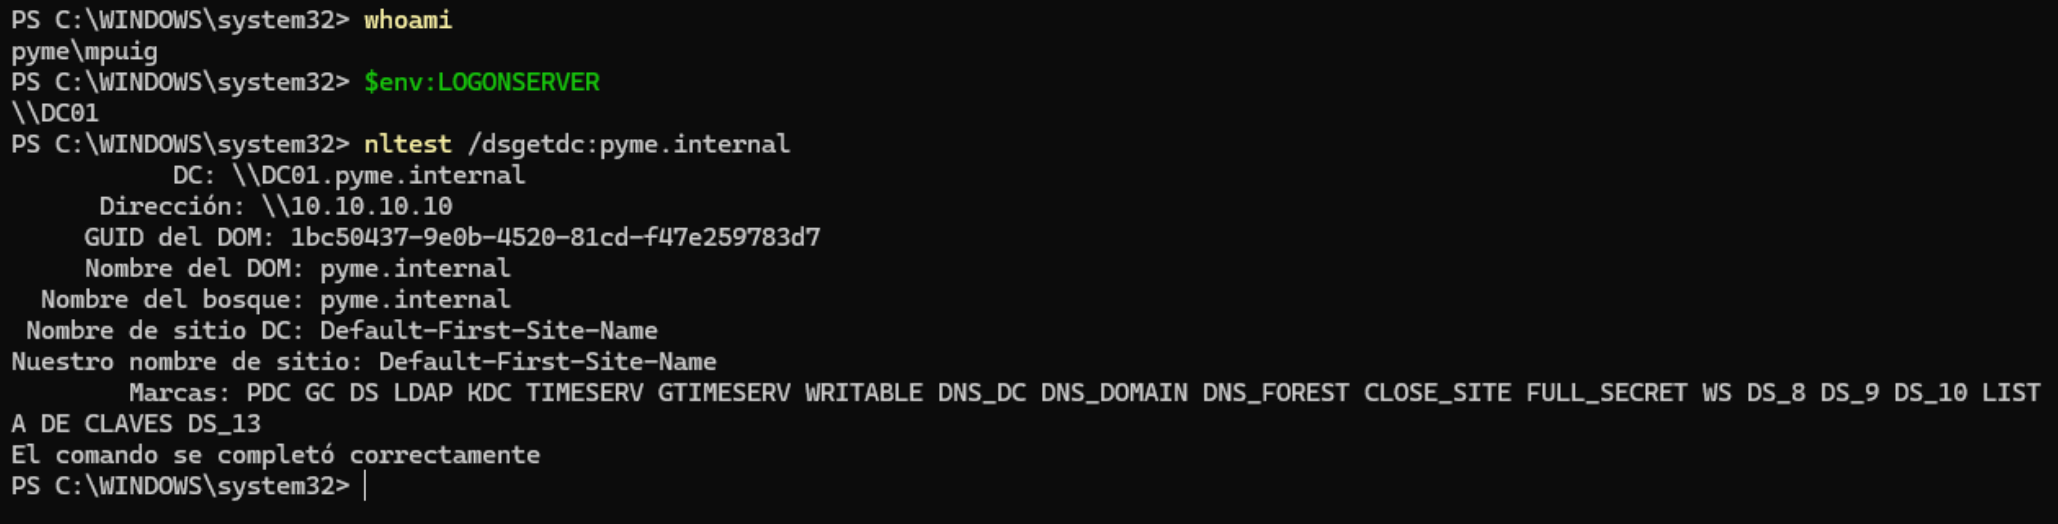 PS C:\WINDOWS\system32> whoami
pyme\mpuig
PS C:\WINDOWS\system32> $env:LOGONSERVER
\\DC01
PS C:\WINDOWS\system32> nltest /dsgetdc:pyme.internal
           DC: \\DC01.pyme.internal
      Dirección: \\10.10.10.10
     GUID del DOM: 1bc50437-9e0b-4520-81cd-f47e259783d7
     Nombre del DOM: pyme.internal
  Nombre del bosque: pyme.internal
 Nombre de sitio DC: Default-First-Site-Name
Nuestro nombre de sitio: Default-First-Site-Name
        Marcas: PDC GC DS LDAP KDC TIMESERV GTIMESERV WRITABLE DNS_DC DNS_DOMAIN DNS_FOREST CLOSE_SITE FULL_SECRET WS DS_8 DS_9 DS_10 LIST
A DE CLAVES DS_13
El comando se completó correctamente
PS C:\WINDOWS\system32>